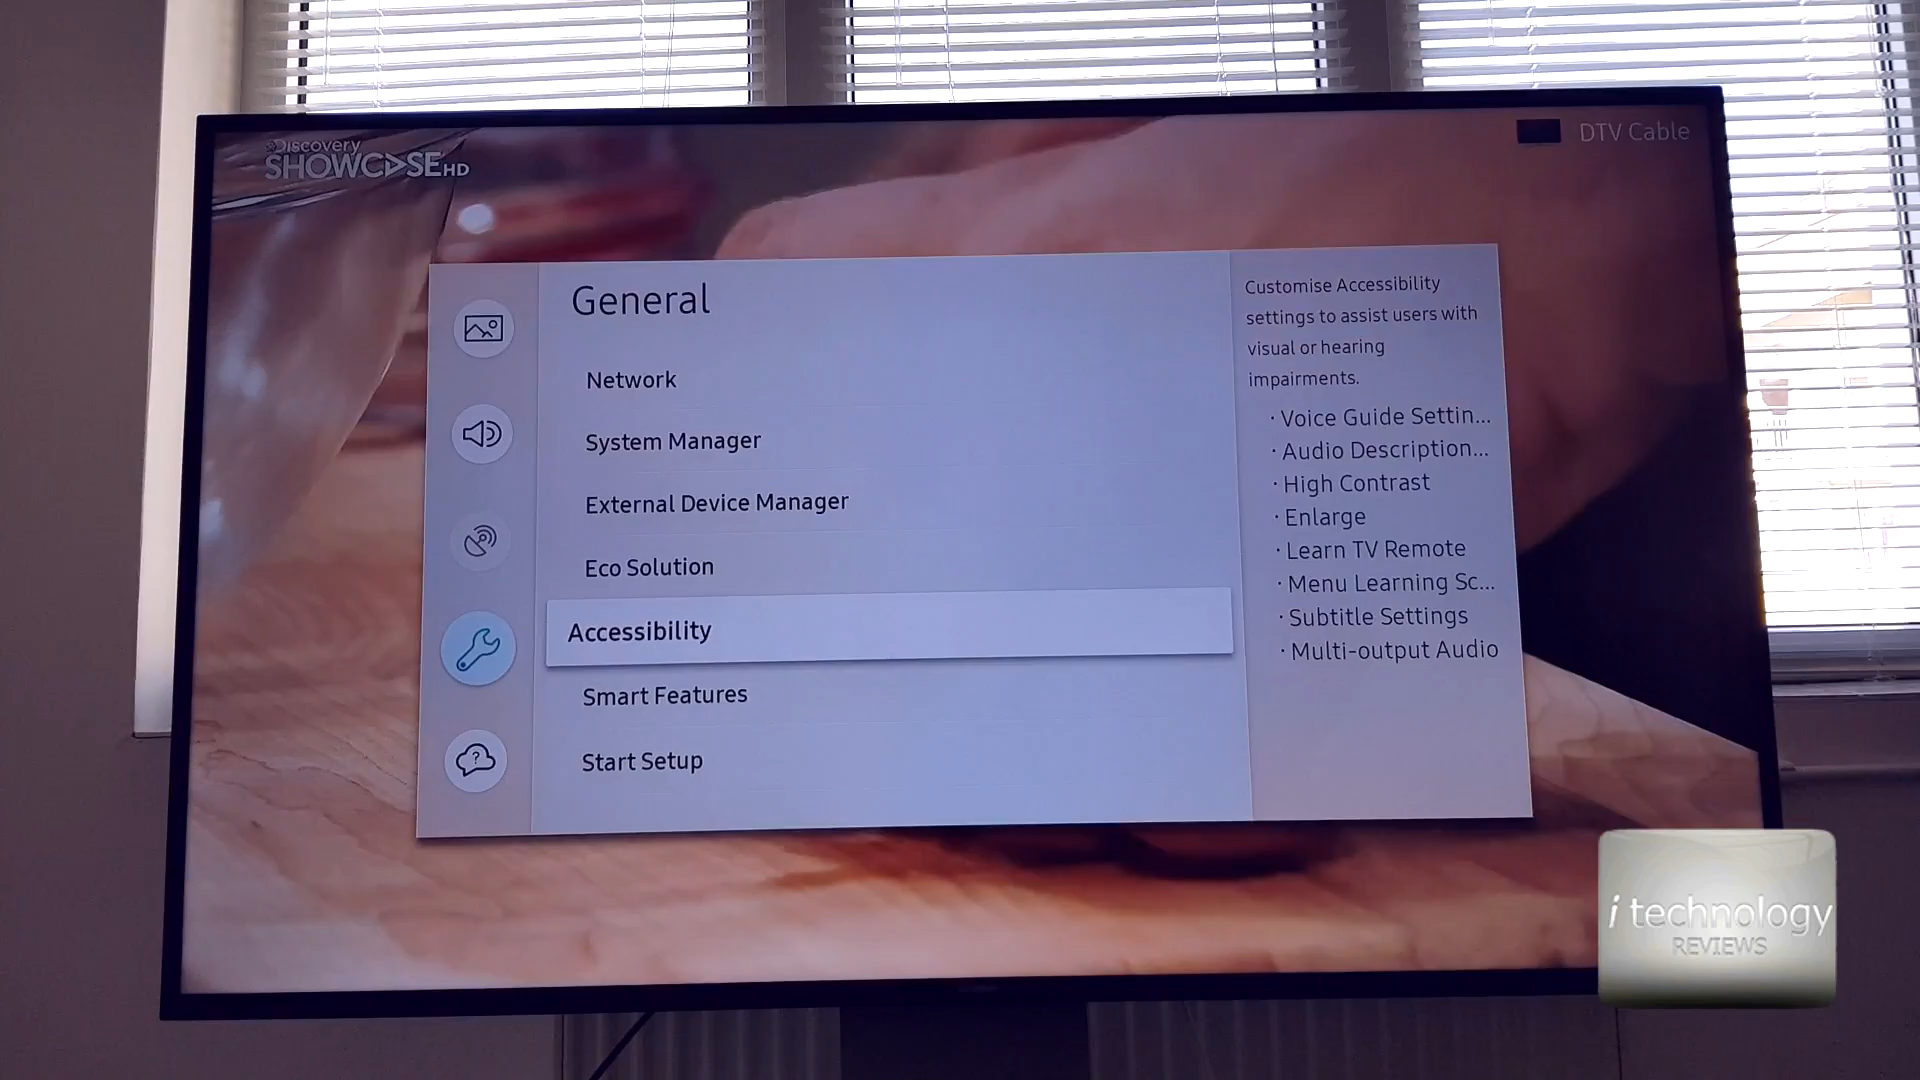 Discovery
SHOWCASEHD
DTV Cable
General
Network
System Manager
External Device Manager
Eco Solution
Accessibility
Smart Features
Start Setup
Customise Accessibility
settings to assist users with
visual or hearing
impairments.
· Voice Guide Settin...
· Audio Description...
· High Contrast
· Enlarge
· Learn TV Remote
· Menu Learning Sc...
· Subtitle Settings
· Multi-output Audio
?
i technology
REVIEWS